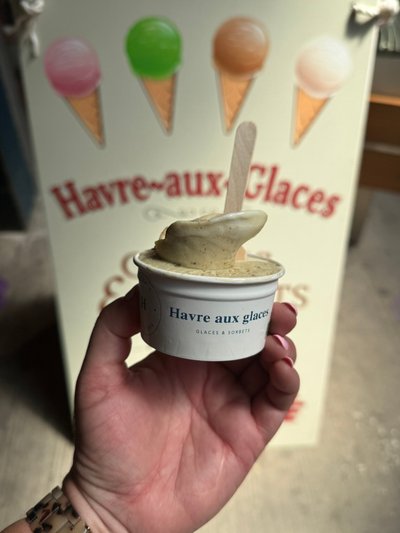 Havre-aux-Glaces
Havre aux glaces
GLACES & SORBETS